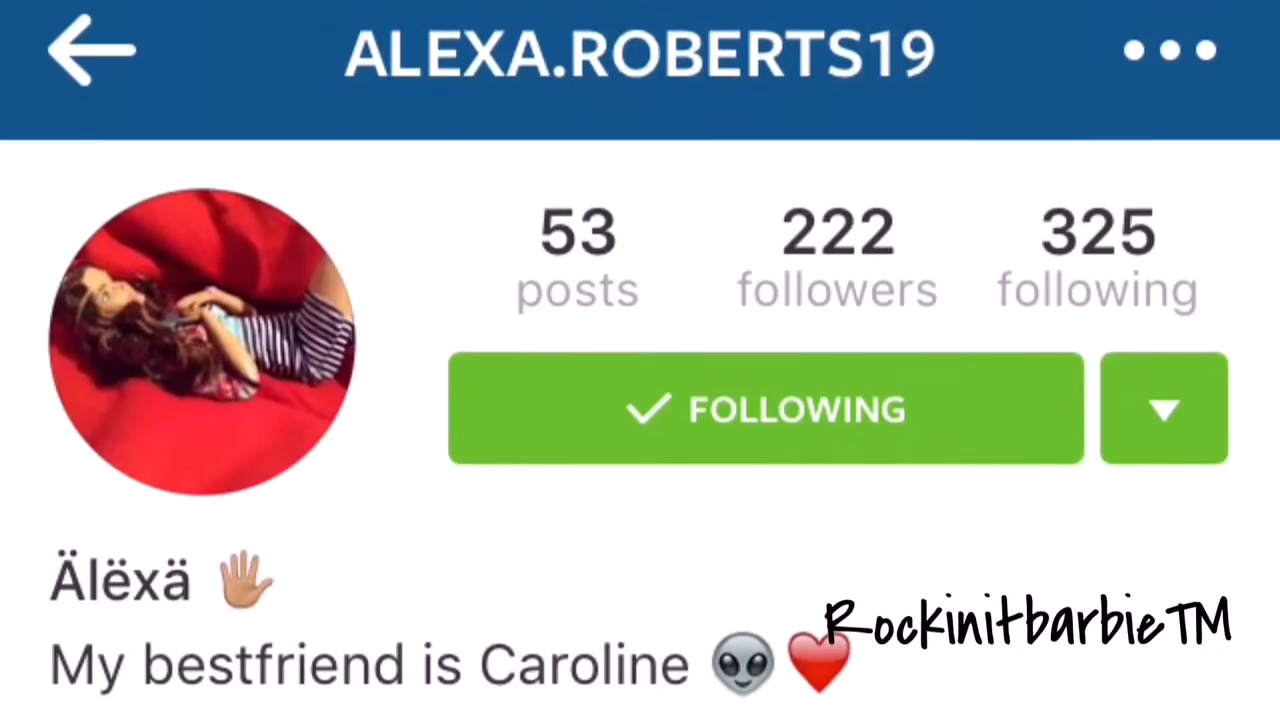 ALEXA.ROBERTS19
53 222 325
posts followers following
FOLLOWING
Älëxä 🖐🏽
My bestfriend is Caroline 👽❤️
RockinitbarbieTM